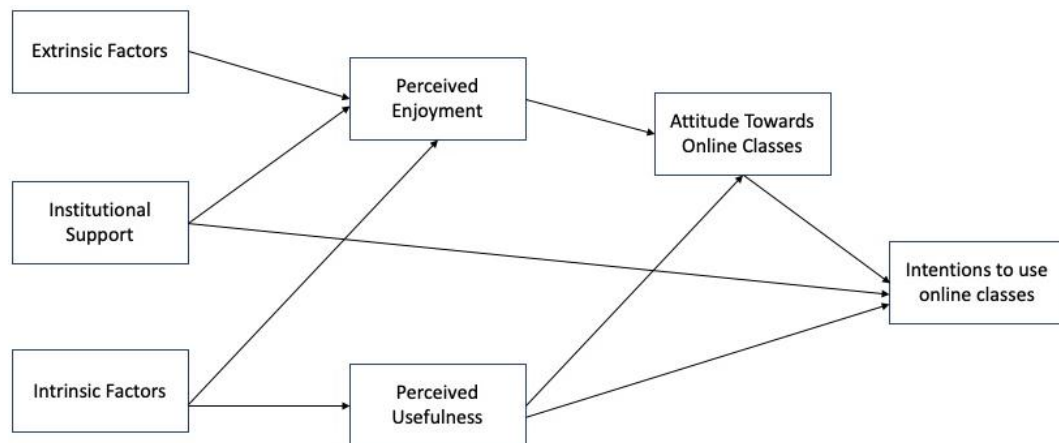 Extrinsic Factors
Perceived
Enjoyment
Attitude Towards
Online Classes
Institutional
Support
Intentions to use
online classes
Intrinsic Factors
Perceived
Usefulness